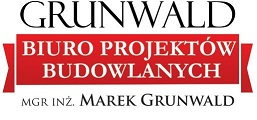 GRUNWALD
BIURO PROJEKTÓW
BUDOWLANYCH
MGR INŻ. MAREK GRUNWALD